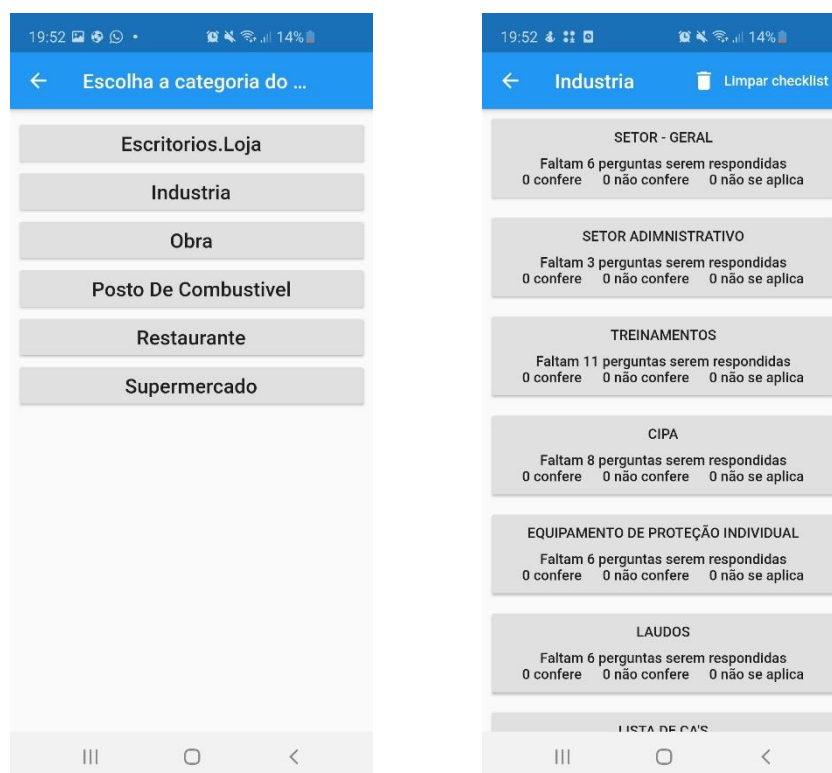 19:52 14%
Escolha a categoria do ...
Escritorios.Loja
Industria
Obra
Posto De Combustivel
Restaurante
Supermercado
19:52 14%
Industria Limpar checklist
SETOR - GERAL
Faltam 6 perguntas serem respondidas
0 confere 0 não confere 0 não se aplica
SETOR ADIMNISTRATIVO
Faltam 3 perguntas serem respondidas
0 confere 0 não confere 0 não se aplica
TREINAMENTOS
Faltam 11 perguntas serem respondidas
0 confere 0 não confere 0 não se aplica
CIPA
Faltam 8 perguntas serem respondidas
0 confere 0 não confere 0 não se aplica
EQUIPAMENTO DE PROTEÇÃO INDIVIDUAL
Faltam 6 perguntas serem respondidas
0 confere 0 não confere 0 não se aplica
LAUDOS
Faltam 6 perguntas serem respondidas
0 confere 0 não confere 0 não se aplica
LISTA DE CA'S